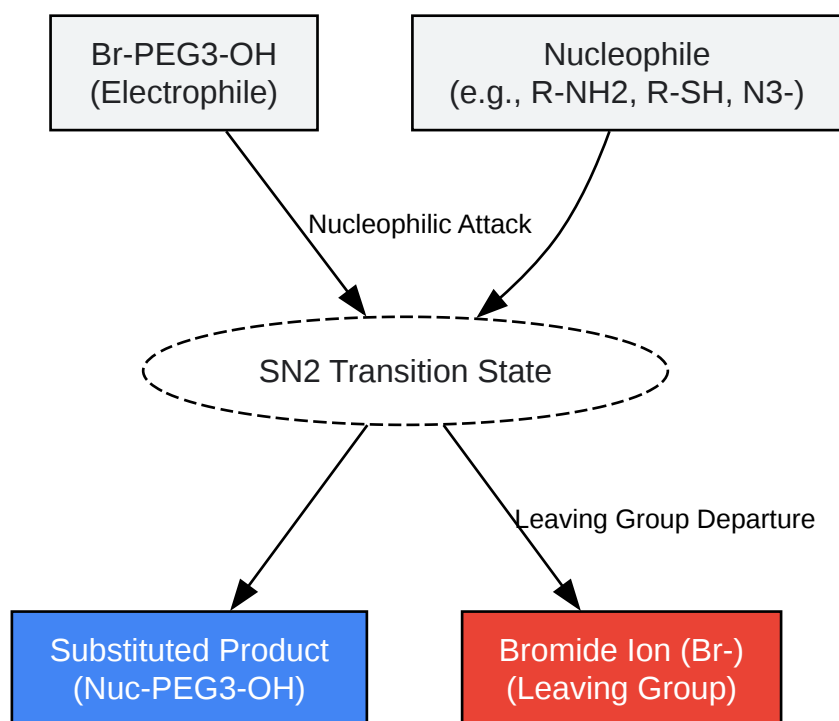 Br-PEG3-OH
(Electrophile)
Nucleophile
(e.g., R-NH2, R-SH, N3-)
Nucleophilic Attack
SN2 Transition State
Leaving Group Departure
Substituted Product
(Nuc-PEG3-OH)
Bromide Ion (Br-)
(Leaving Group)